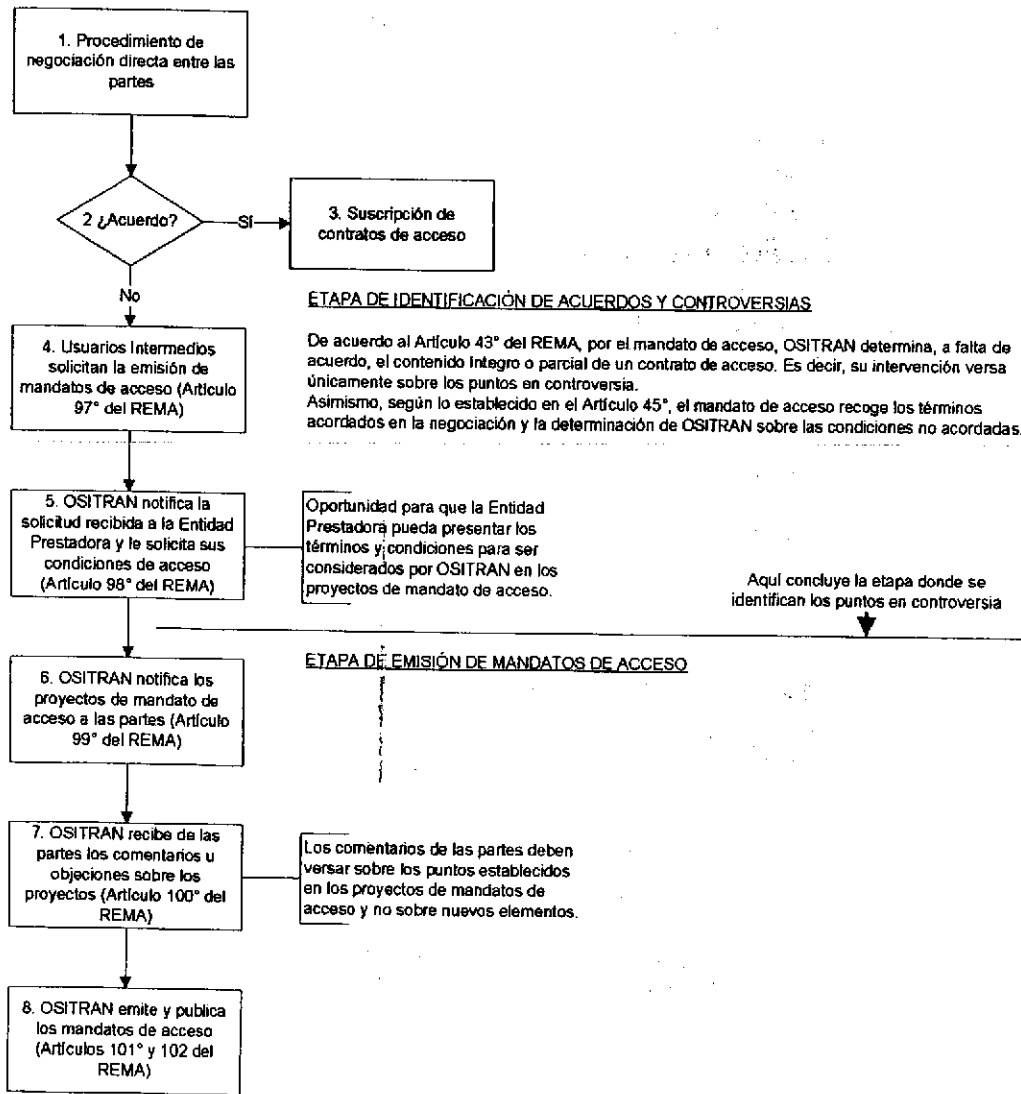 1. Procedimiento de
negociación directa entre las
partes
2 ¿Acuerdo?
Sí
3. Suscripción de
contratos de acceso
No
ETAPA DE IDENTIFICACIÓN DE ACUERDOS Y CONTROVERSIAS
De acuerdo al Artículo 43° del REMA, por el mandato de acceso, OSITRAN determina, a falta de
acuerdo, el contenido íntegro o parcial de un contrato de acceso. Es decir, su intervención versa
únicamente sobre los puntos en controversia.
Asimismo, según lo establecido en el Artículo 45°, el mandato de acceso recoge los términos
acordados en la negociación y la determinación de OSITRAN sobre las condiciones no acordadas.
4. Usuarios Intermedios
solicitan la emisión de
mandatos de acceso (Artículo
97° del REMA)
5. OSITRAN notifica la
solicitud recibida a la Entidad
Prestadora y le solicita sus
condiciones de acceso
(Artículo 98° del REMA)
Oportunidad para que la Entidad
Prestadora pueda presentar los
términos y condiciones para ser
considerados por OSITRAN en los
proyectos de mandato de acceso.
Aquí concluye la etapa donde se
identifican los puntos en controversia
ETAPA DE EMISIÓN DE MANDATOS DE ACCESO
6. OSITRAN notifica los
proyectos de mandato de
acceso a las partes (Artículo
99° del REMA)
7. OSITRAN recibe de las
partes los comentarios u
objeciones sobre los
proyectos (Artículo 100° del
REMA)
Los comentarios de las partes deben
versar sobre los puntos establecidos
en los proyectos de mandatos de
acceso y no sobre nuevos elementos.
8. OSITRAN emite y publica
los mandatos de acceso
(Artículos 101° y 102 del
REMA)